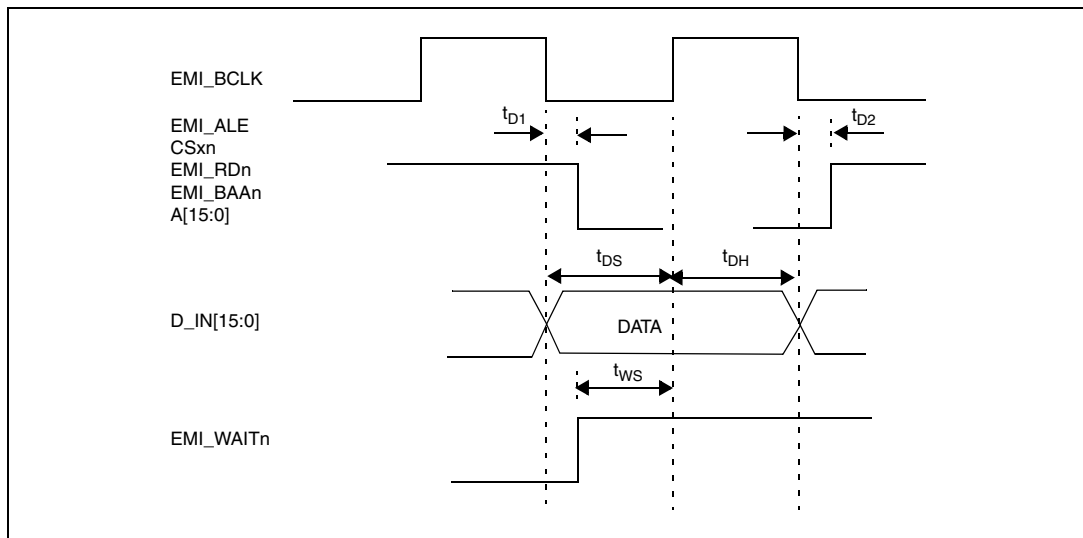 EMI_BCLK
tD1
tD2
EMI_ALE
CSxn
EMI_RDn
EMI_BAAn
A[15:0]
tDS
tDH
D_IN[15:0]
DATA
tWS
EMI_WAITn